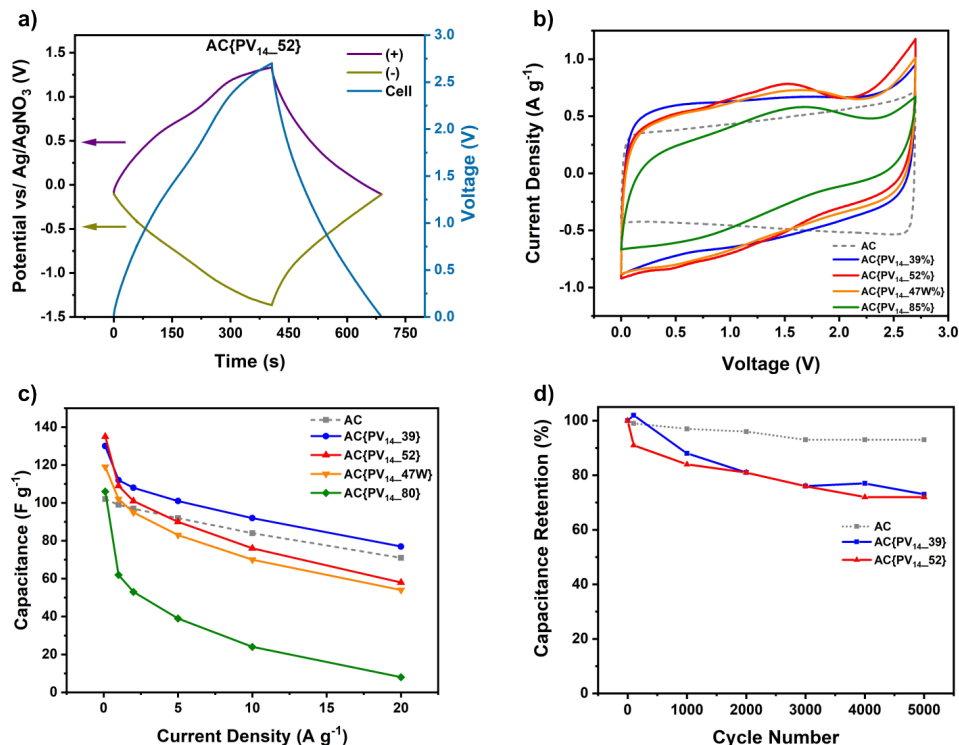 a)
AC{PV14_52}
(+)
(-)
Cell
Potential vs/ Ag/AgNO3 (V)
1.5
1.0
0.5
0.0
-0.5
-1.0
-1.5
Voltage (V)
3.0
2.5
2.0
1.5
1.0
0.5
0.0
0 150 300 450 600 750
Time (s)
b)
Current Density (A g-1)
1.0
0.5
0.0
-0.5
-1.0
AC
AC{PV14_39%}
AC{PV14_52%}
AC{PV14_47W%}
AC{PV14_85%}
0.0 0.5 1.0 1.5 2.0 2.5 3.0
Voltage (V)
c)
Capacitance (F g-1)
140
120
100
80
60
40
20
0
AC
AC{PV14_39}
AC{PV14_52}
AC{PV14_47W}
AC{PV14_80}
0 5 10 15 20
Current Density (A g-1)
d)
Capacitance Retention (%)
100
80
60
40
20
0
AC
AC{PV14_39}
AC{PV14_52}
0 1000 2000 3000 4000 5000
Cycle Number